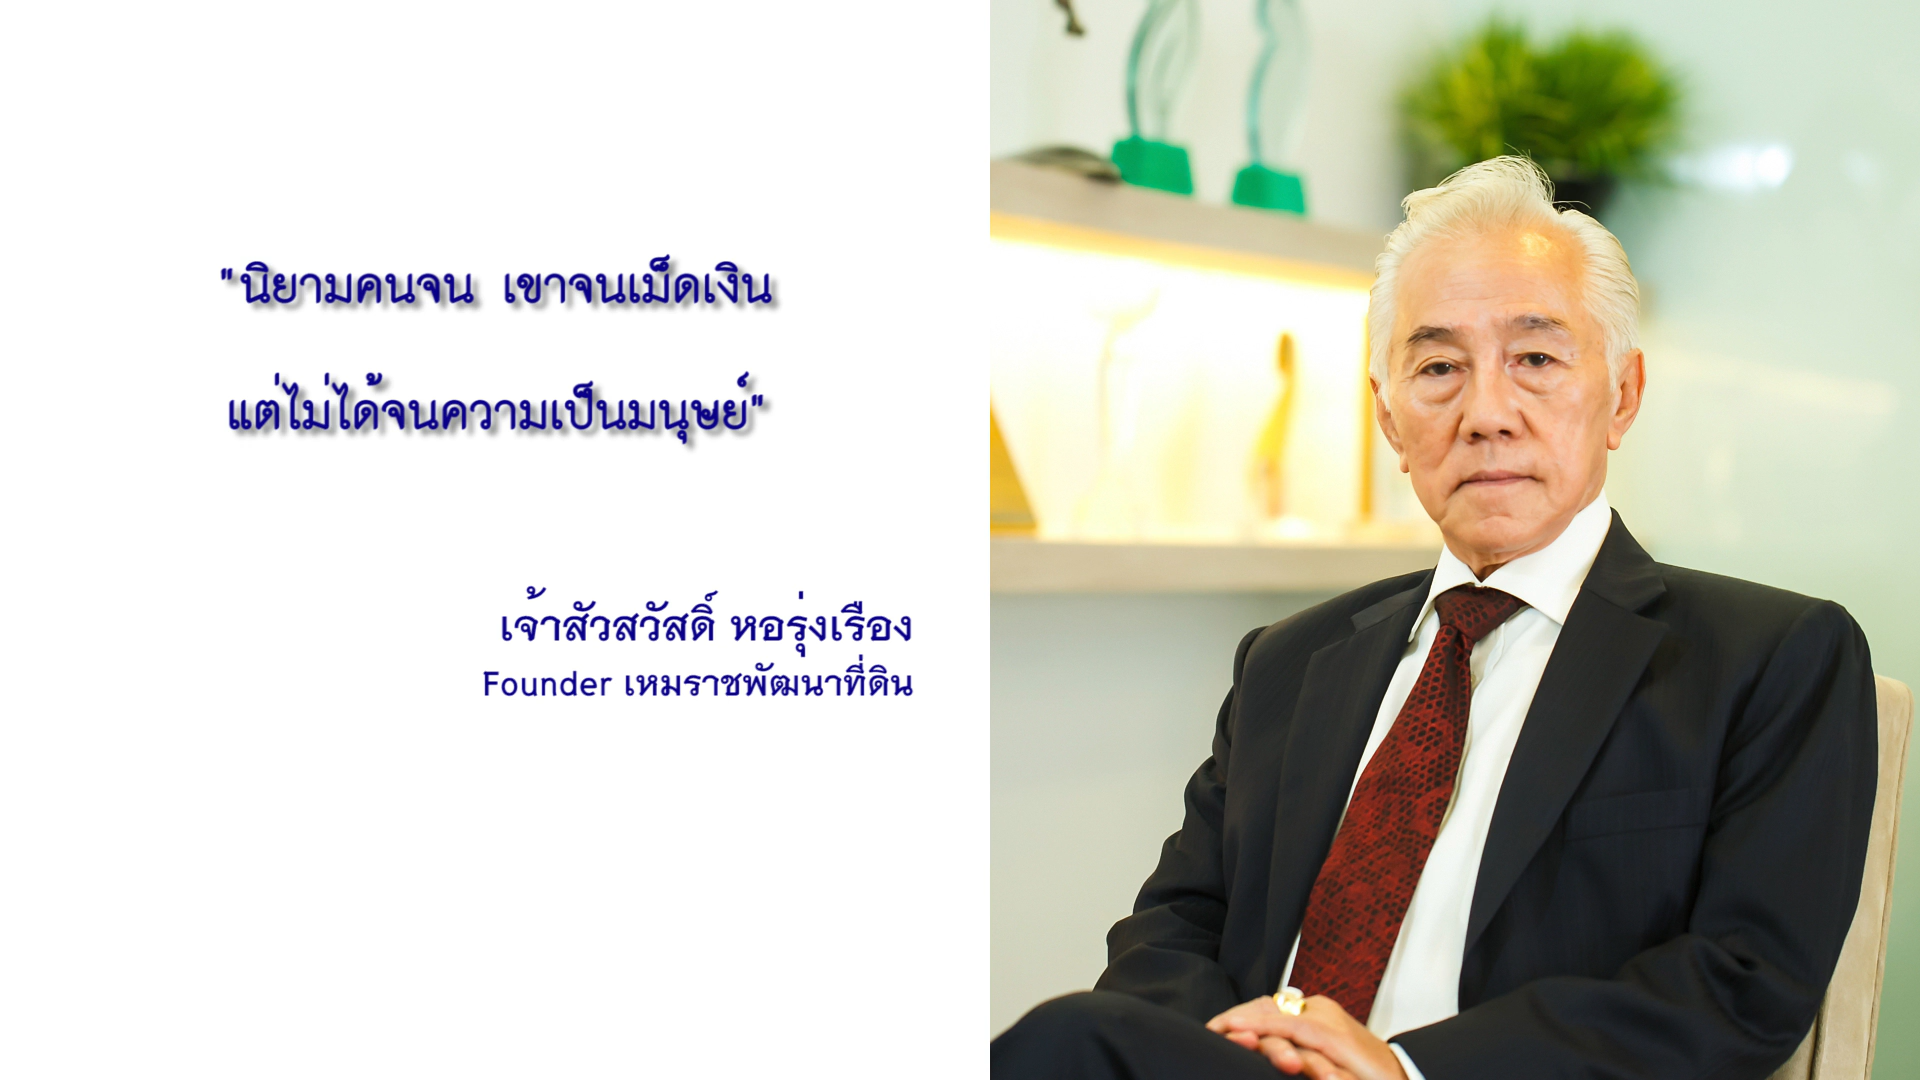 "นิยามคนจน เขาจนเม็ดเงิน
แต่ไม่ได้จนความเป็นมนุษย์"
เจ้าสัวสวัสดิ์ หอรุ่งเรือง
Founder เหมราชพัฒนาที่ดิน